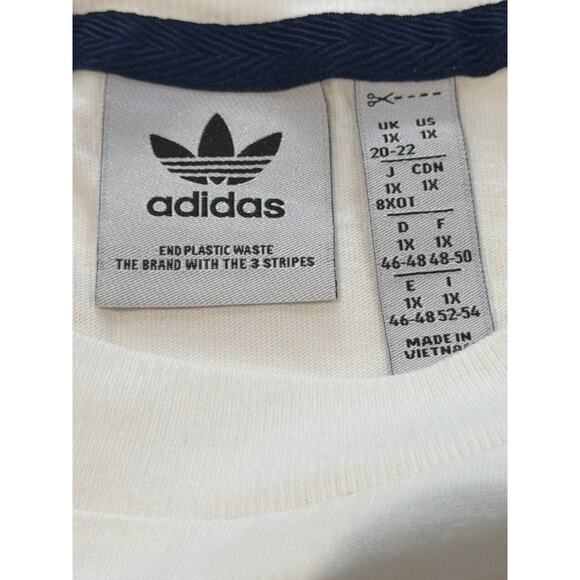 adidas
END PLASTIC WASTE
THE BRAND WITH THE 3 STRIPES
UK US
1X 1X
20-22
J CDN
1X 1X
8XOT
D F
1X 1X
46-48 48-50
E I
1X 1X
46-48 52-54
MADE IN
VIETNA